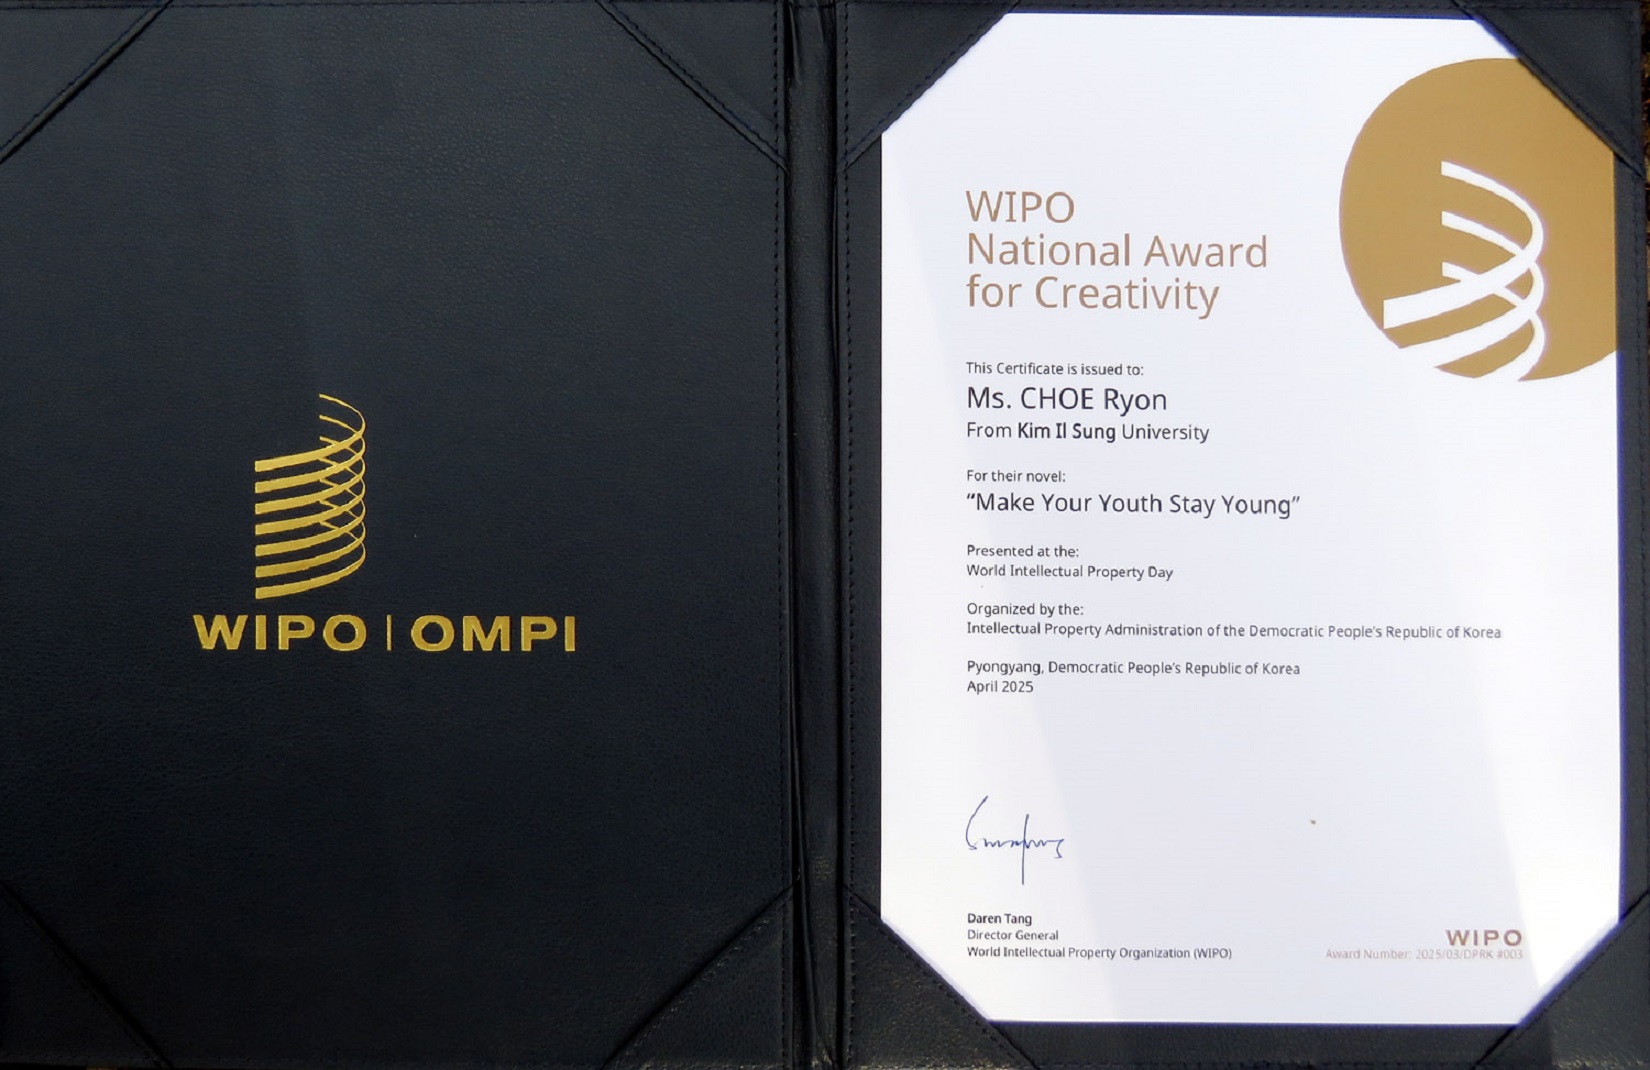 WIPO | OMPI
WIPO
National Award
for Creativity
This Certificate is issued to:
Ms. CHOE Ryon
From Kim Il Sung University
For their novel:
“Make Your Youth Stay Young”
Presented at the:
World Intellectual Property Day
Organized by the:
Intellectual Property Administration of the Democratic People's Republic of Korea
Pyongyang, Democratic People's Republic of Korea
April 2025
Daren Tang
Director General
World Intellectual Property Organization (WIPO)
WIPO
Award Number: 2025/03/DPRK #003